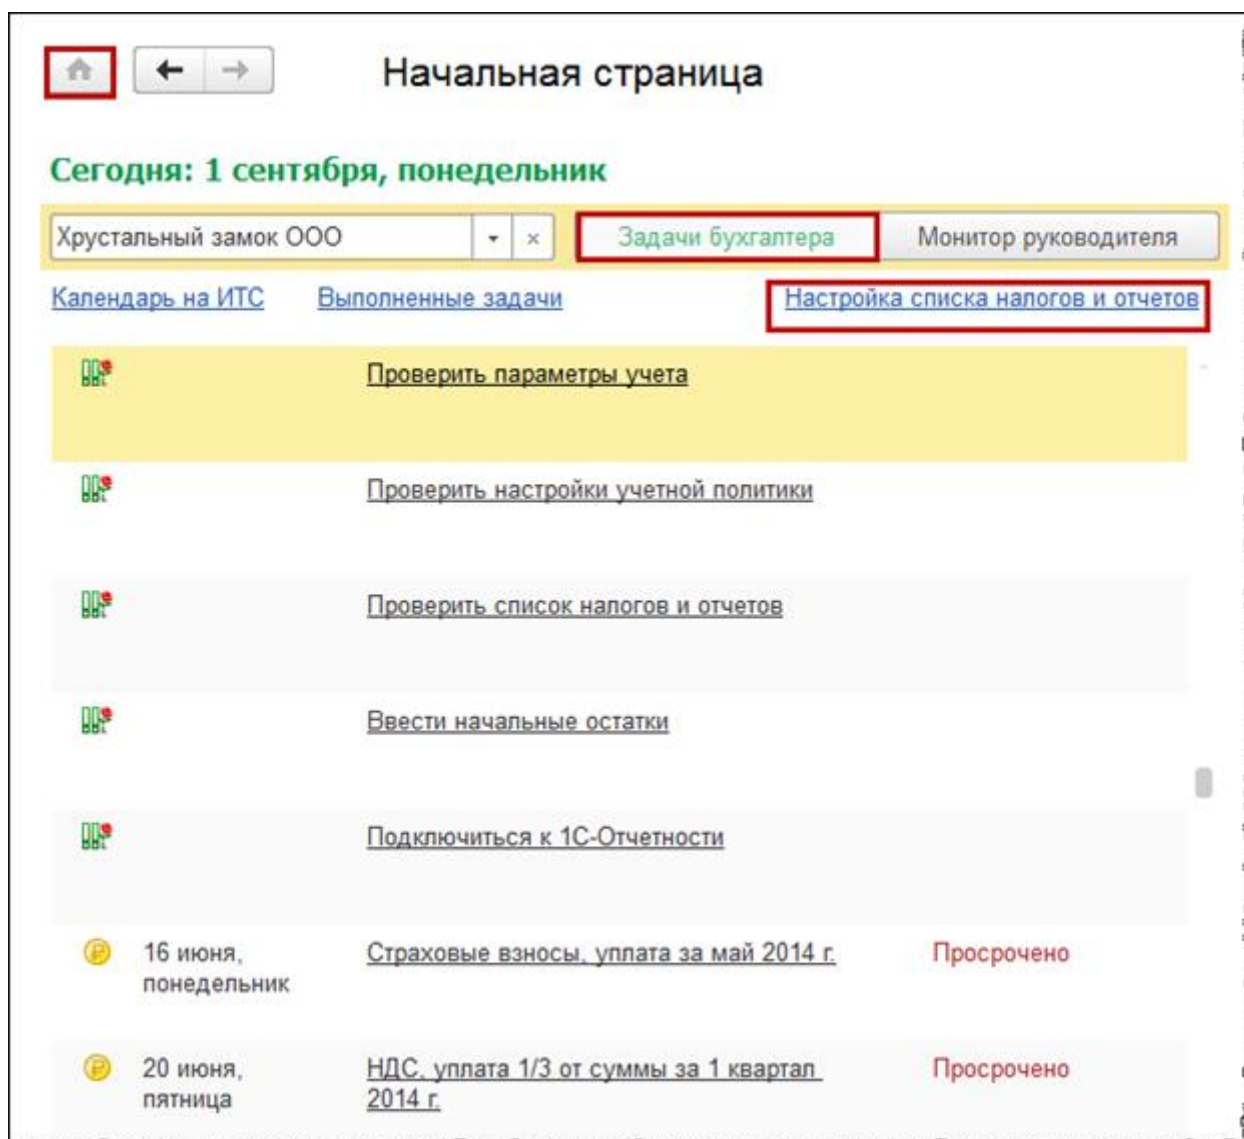 Начальная страница
Сегодня: 1 сентября, понедельник
Хрустальный замок ООО
Задачи бухгалтера
Монитор руководителя
Календарь на ИТС
Выполненные задачи
Настройка списка налогов и отчетов
Проверить параметры учета
Проверить настройки учетной политики
Проверить список налогов и отчетов
Ввести начальные остатки
Подключиться к 1С-Отчетности
16 июня,
понедельник
Страховые взносы, уплата за май 2014 г.
Просрочено
20 июня,
пятница
НДС, уплата 1/3 от суммы за 1 квартал
2014 г.
Просрочено